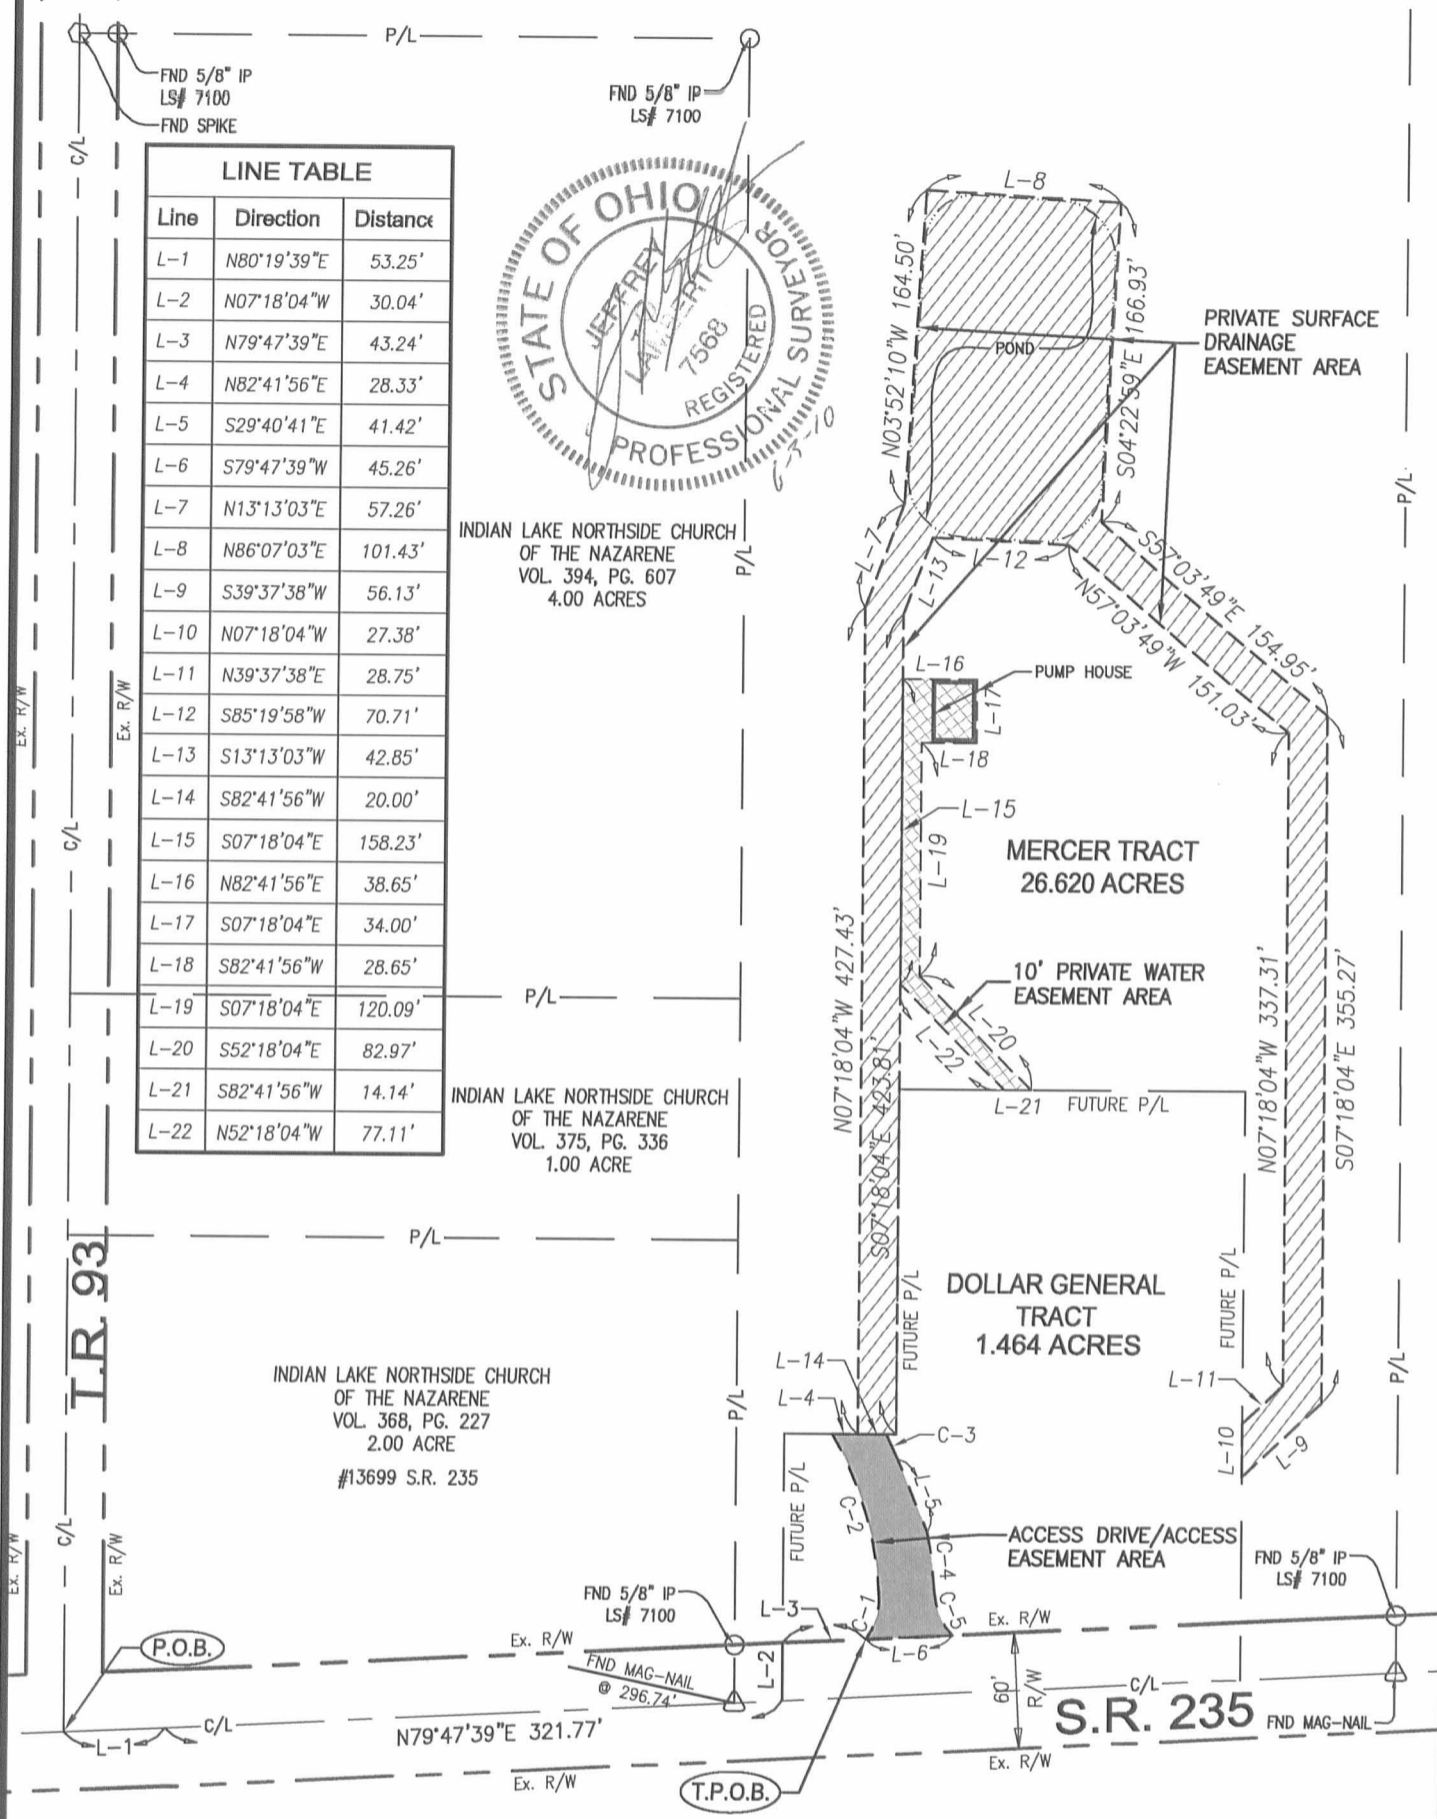 P/L
FND 5/8" IP
LS# 7100
FND SPIKE
FND 5/8" IP
LS# 7100
C/L
LINE TABLE
Line Direction Distance
L-1 N80°19'39"E 53.25'
L-2 N07°18'04"W 30.04'
L-3 N79°47'39"E 43.24'
L-4 N82°41'56"E 28.33'
L-5 S29°40'41"E 41.42'
L-6 S79°47'39"W 45.26'
L-7 N13°13'03"E 57.26'
L-8 N86°07'03"E 101.43'
L-9 S39°37'38"W 56.13'
L-10 N07°18'04"W 27.38'
L-11 N39°37'38"E 28.75'
L-12 S85°19'58"W 70.71'
L-13 S13°13'03"W 42.85'
L-14 S82°41'56"W 20.00'
L-15 S07°18'04"E 158.23'
L-16 N82°41'56"E 38.65'
L-17 S07°18'04"E 34.00'
L-18 S82°41'56"W 28.65'
L-19 S07°18'04"E 120.09'
L-20 S52°18'04"E 82.97'
L-21 S82°41'56"W 14.14'
L-22 N52°18'04"W 77.11'
STATE OF OHIO
JEFFREY
7568
REGISTERED
PROFESSIONAL SURVEYOR
6-3-10
L-8
N03°52'10"W 164.50'
POND
S04°22'59"E 166.93'
PRIVATE SURFACE
DRAINAGE
EASEMENT AREA
P/L
INDIAN LAKE NORTHSIDE CHURCH
OF THE NAZARENE
VOL. 394, PG. 607
4.00 ACRES
P/L
L-7
L-13
L-12
S57°03'49"E 154.95'
N57°03'49"W 151.03'
L-16
PUMP HOUSE
L-17
L-18
L-15
L-19
MERCER TRACT
26.620 ACRES
Ex. R/W
Ex. R/W
C/L
N07°18'04"W 427.43'
S07°18'04"E 423.81'
10' PRIVATE WATER
EASEMENT AREA
L-20
L-22
L-21
FUTURE P/L
N07°18'04"W 337.31'
S07°18'04"E 355.27'
P/L
INDIAN LAKE NORTHSIDE CHURCH
OF THE NAZARENE
VOL. 375, PG. 336
1.00 ACRE
P/L
T.R. 93
FUTURE P/L
DOLLAR GENERAL
TRACT
1.464 ACRES
FUTURE P/L
INDIAN LAKE NORTHSIDE CHURCH
OF THE NAZARENE
VOL. 368, PG. 227
2.00 ACRE
#13699 S.R. 235
P/L
L-14
L-4
C-3
L-11
L-10
L-9
P/L
C/L
Ex. R/W
Ex. R/W
FUTURE P/L
C-2
L-5
ACCESS DRIVE/ACCESS
EASEMENT AREA
C-4
C-5
C-1
FND 5/8" IP
LS# 7100
FND 5/8" IP
LS# 7100
L-3
P.O.B.
Ex. R/W
FND MAG-NAIL
@ 296.74'
L-2
L-6
Ex. R/W
60'
R/W
C/L
S.R. 235
FND MAG-NAIL
L-1
C/L
N79°47'39"E 321.77'
Ex. R/W
T.P.O.B.
Ex. R/W